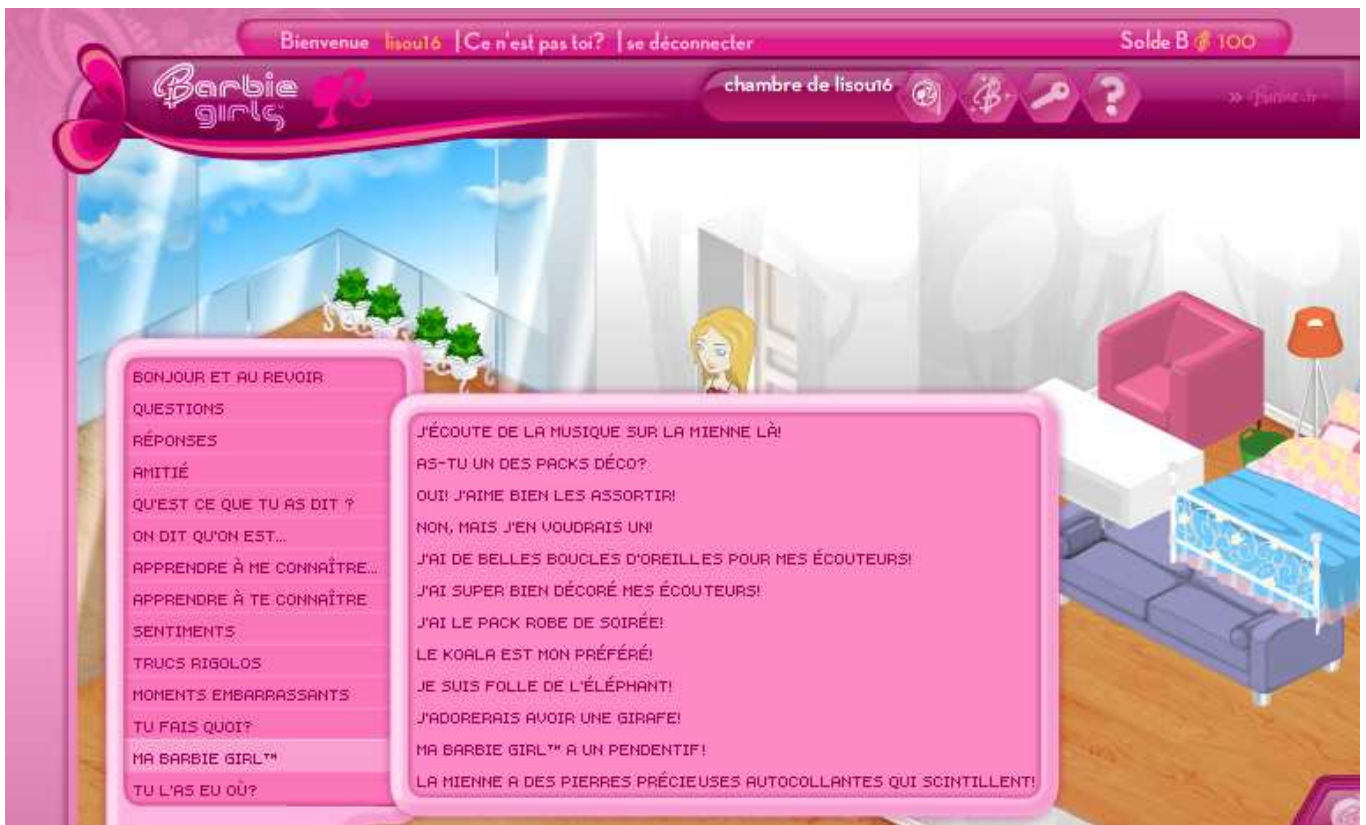 Bienvenue lisou16 | Ce n'est pas toi? | se déconnecter
Solde B 100
Barbie girls
chambre de lisou16
» Barbie.fr
BONJOUR ET AU REVOIR
QUESTIONS
RÉPONSES
AMITIÉ
QU'EST CE QUE TU AS DIT ?
ON DIT QU'ON EST...
APPRENDRE À ME CONNAÎTRE...
APPRENDRE À TE CONNAÎTRE
SENTIMENTS
TRUCS RIGOLOS
MOMENTS EMBARRASSANTS
TU FAIS QUOI?
MA BARBIE GIRL™
TU L'AS EU OÙ?
J'ÉCOUTE DE LA MUSIQUE SUR LA MIENNE LÀ!
AS-TU UN DES PACKS DÉCO?
OUI! J'AIME BIEN LES ASSORTIR!
NON, MAIS J'EN VOUDRAIS UN!
J'AI DE BELLES BOUCLES D'OREILLES POUR MES ÉCOUTEURS!
J'AI SUPER BIEN DÉCORÉ MES ÉCOUTEURS!
J'AI LE PACK ROBE DE SOIRÉE!
LE KOALA EST MON PRÉFÉRÉ!
JE SUIS FOLLE DE L'ÉLÉPHANT!
J'ADORERAIS AVOIR UNE GIRAFE!
MA BARBIE GIRL™ A UN PENDENTIF!
LA MIENNE A DES PIERRES PRÉCIEUSES AUTOCOLLANTES QUI SCINTILLENT!